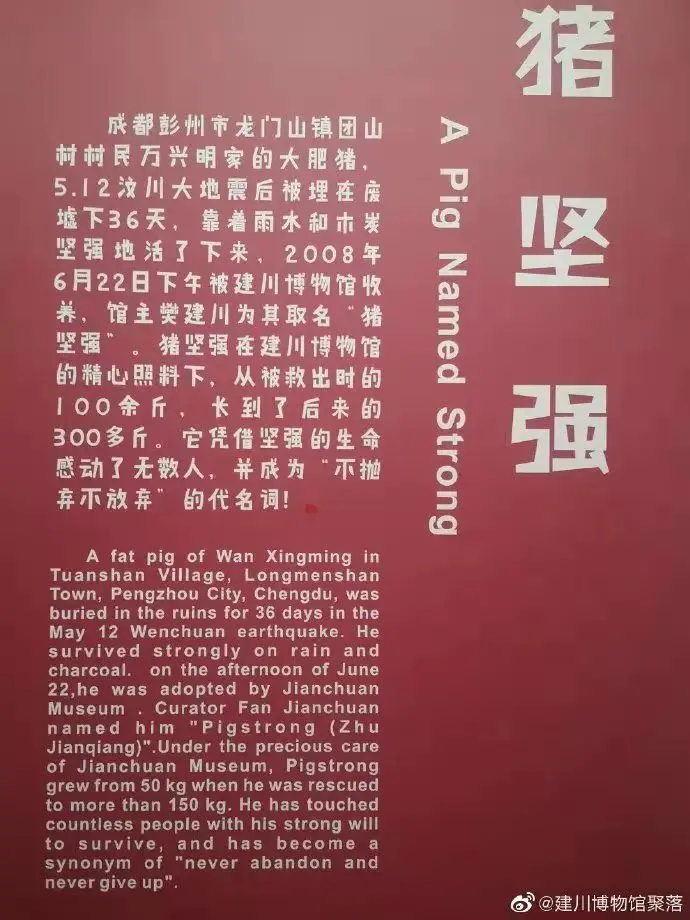 猪坚强
A Pig Named Strong
成都彭州市龙门山镇团山
村村民万兴明家的大肥猪，
5.12汶川大地震后被埋在废
墟下36天，靠着雨水和木炭
坚强地活了下来，2008年
6月22日下午被建川博物馆收
养，馆主樊建川为其取名“猪
坚强”。猪坚强在建川博物馆
的精心照料下，从被救出时的
100余斤，长到了后来的
300多斤。它凭借坚强的生命
感动了无数人，并成为“不抛
弃不放弃”的代名词！
A fat pig of Wan Xingming in
Tuanshan Village, Longmenshan
Town, Pengzhou City, Chengdu, was
buried in the ruins for 36 days in the
May 12 Wenchuan earthquake. He
survived strongly on rain and
charcoal. on the afternoon of June
22,he was adopted by Jianchuan
Museum . Curator Fan Jianchuan
named him "Pigstrong (Zhu
Jianqiang)".Under the precious care
of Jianchuan Museum, Pigstrong
grew from 50 kg when he was rescued
to more than 150 kg. He has touched
countless people with his strong will
to survive, and has become a
synonym of "never abandon and
never give up".
@建川博物馆聚落